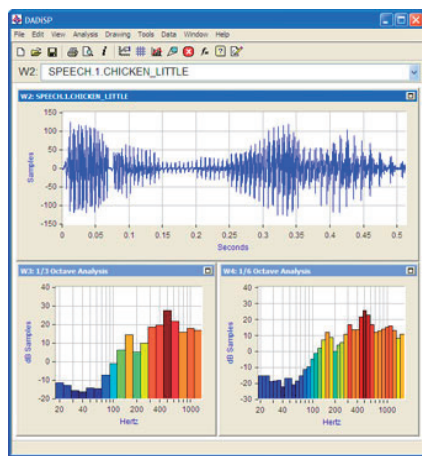 DADiSP
File Edit View Analysis Drawing Tools Data Window Help
W2: SPEECH.1.CHICKEN_LITTLE
W2: SPEECH.1.CHICKEN_LITTLE
150
100
50
0
-50
-100
-150
Samples
0 0.05 0.1 0.15 0.2 0.25 0.3 0.35 0.4 0.45 0.5
Seconds
W3: 1/3 Octave Analysis
40
30
20
10
0
-10
-20
dB Samples
20 40 100 200 400 1000
Hertz
W4: 1/6 Octave Analysis
40
30
20
10
0
-10
-20
-30
dB Samples
20 40 100 200 400 1000
Hertz